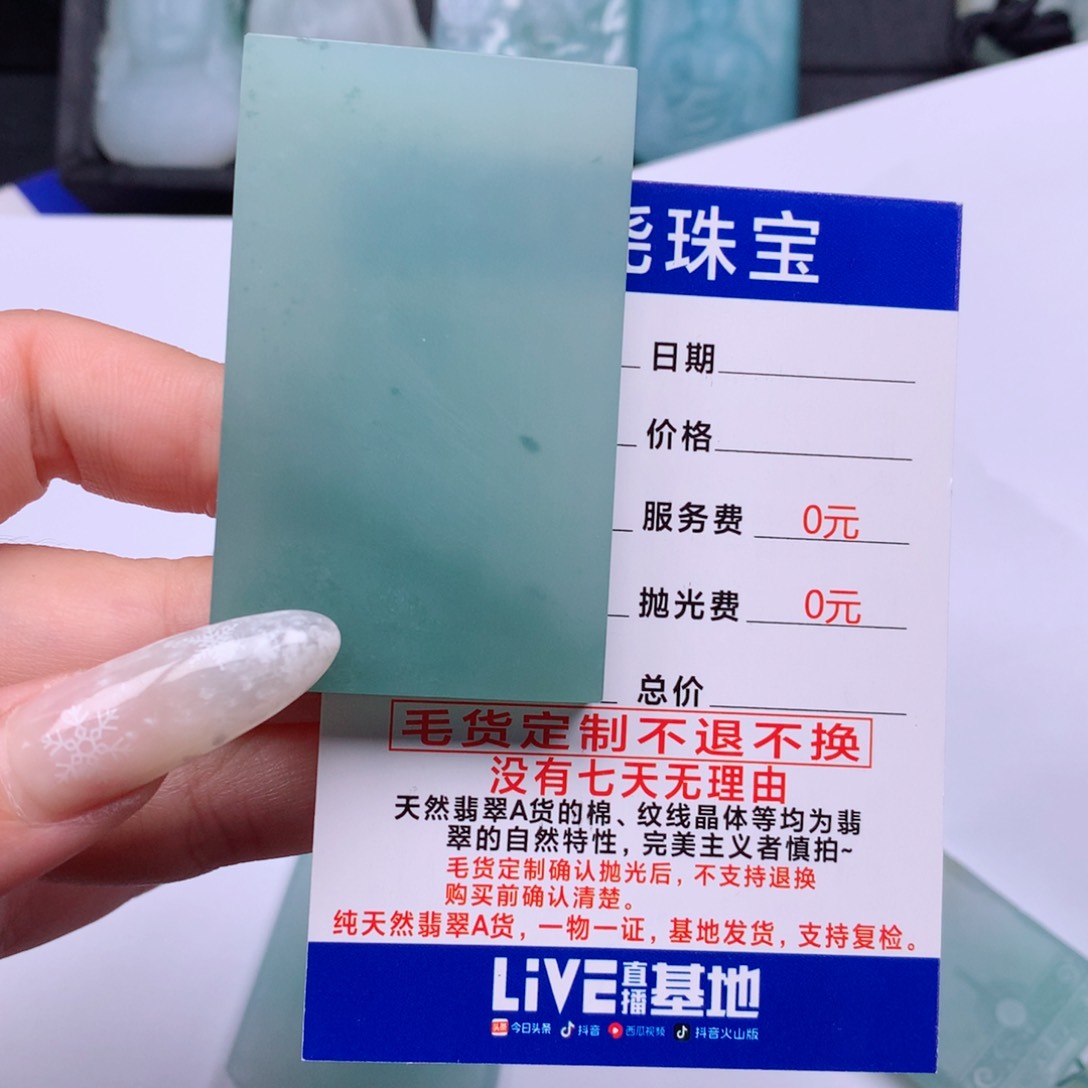 珠宝
日期
价格
服务费 0元
抛光费 0元
总价
毛货定制不退不换
没有七天无理由
天然翡翠A货的棉、纹线晶体等均为翡
翠的自然特性，完美主义者慎拍~
毛货定制确认抛光后，不支持退换
购买前确认清楚。
纯天然翡翠A货，一物一证，基地发货，支持复检。
LiVE直播基地
头条 今日头条 抖音 西瓜视频 抖音火山版